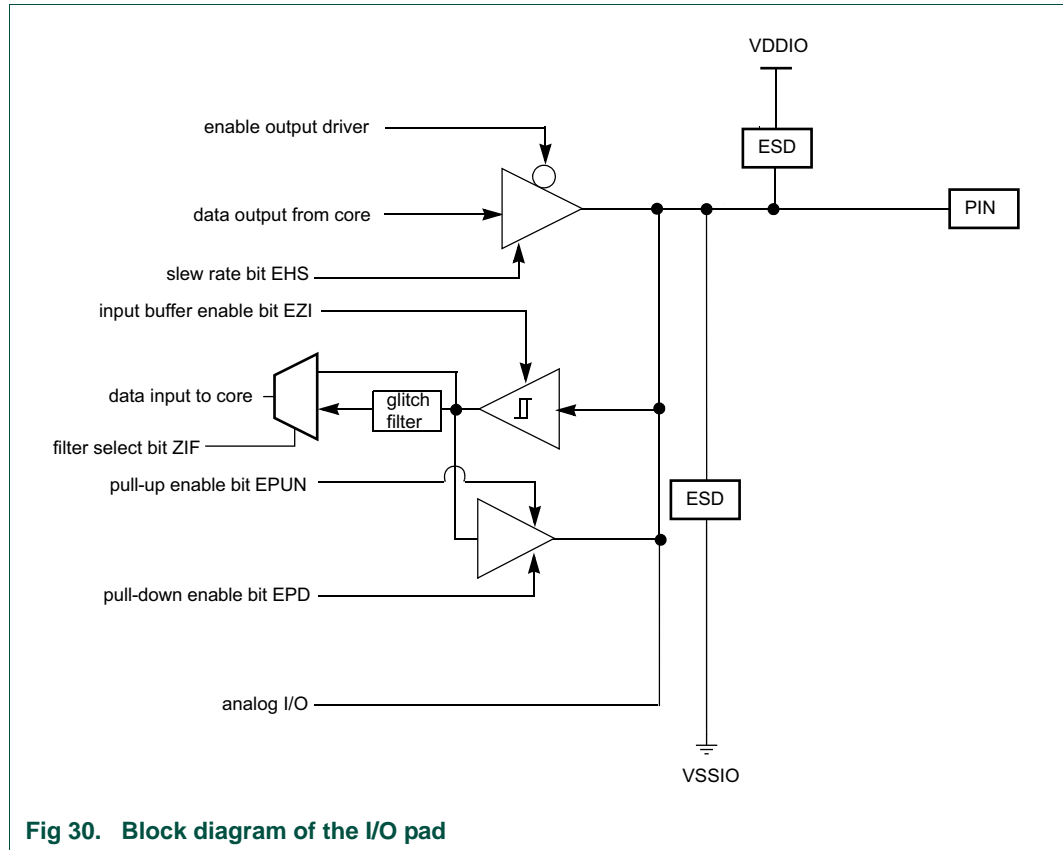 VDDIO
enable output driver
ESD
data output from core
PIN
slew rate bit EHS
input buffer enable bit EZI
data input to core
glitch
filter
filter select bit ZIF
pull-up enable bit EPUN
ESD
pull-down enable bit EPD
analog I/O
VSSIO
Fig 30. Block diagram of the I/O pad